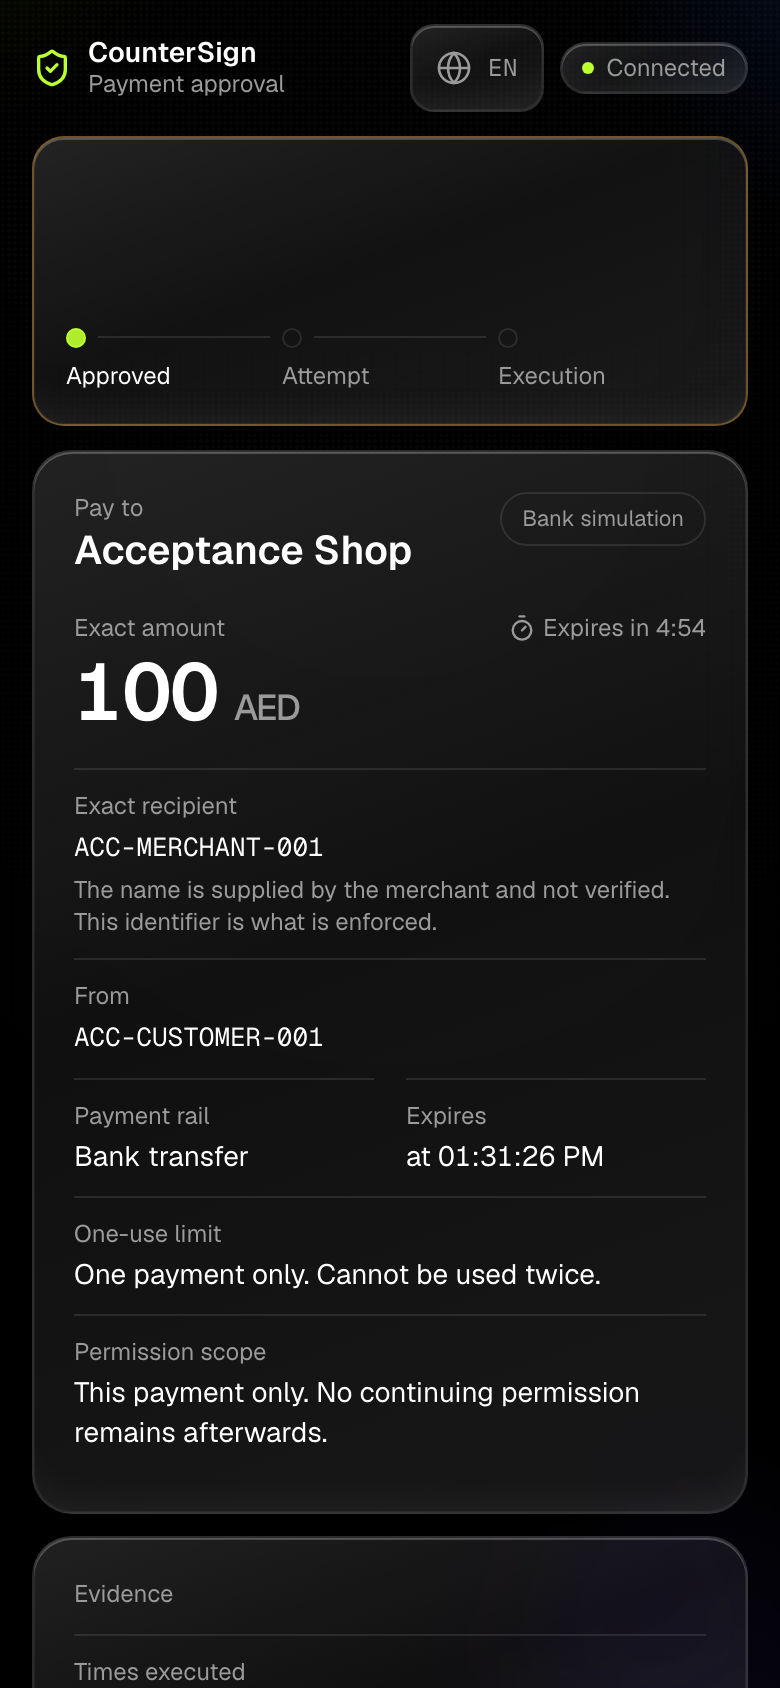 CounterSign
Payment approval
EN
Connected
Approved
Attempt
Execution
Pay to
Acceptance Shop
Bank simulation
Exact amount
Expires in 4:54
100 AED
Exact recipient
ACC-MERCHANT-001
The name is supplied by the merchant and not verified.
This identifier is what is enforced.
From
ACC-CUSTOMER-001
Payment rail
Bank transfer
Expires
at 01:31:26 PM
One-use limit
One payment only. Cannot be used twice.
Permission scope
This payment only. No continuing permission
remains afterwards.
Evidence
Times executed